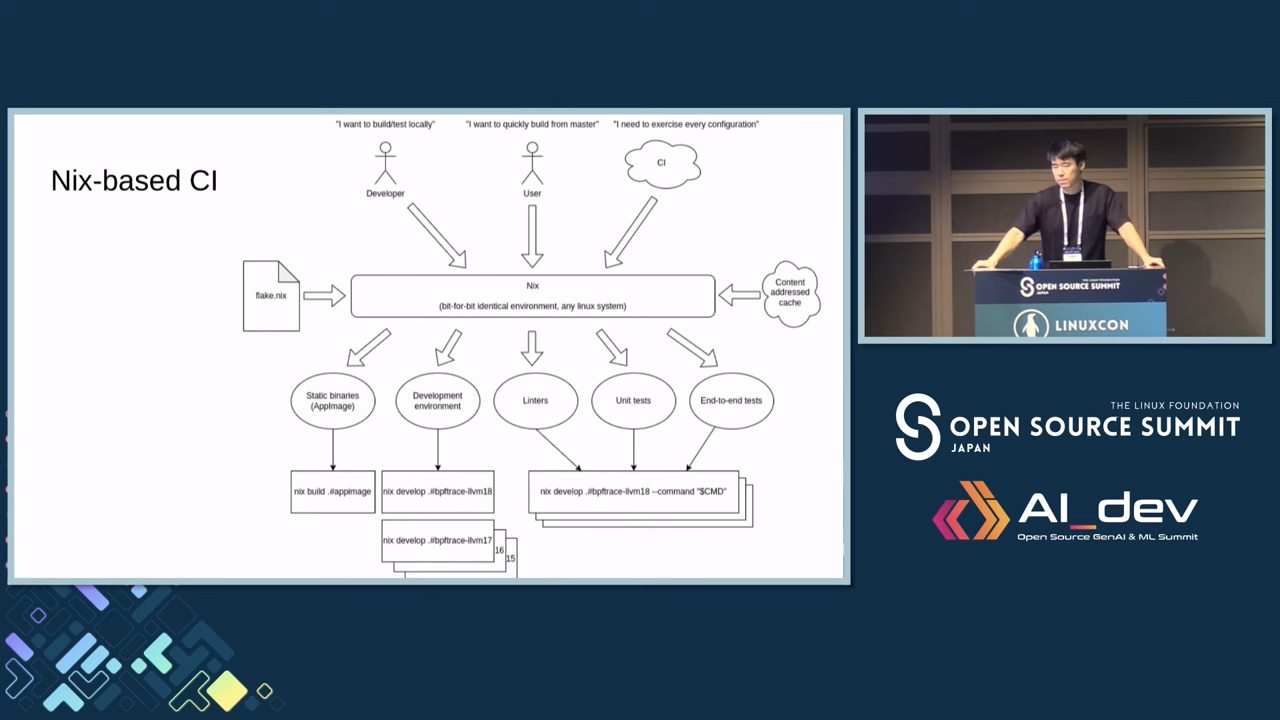 Nix-based CI
"I want to build/test locally"
"I want to quickly build from master"
"I need to exercise every configuration"
CI
Developer
User
flake.nix
Nix
(bit-for-bit identical environment, any linux system)
Content
addressed
cache
Static binaries
(AppImage)
Development
environment
Linters
Unit tests
End-to-end tests
nix build .#appimage
nix develop .#bpftrace-llvm18
nix develop .#bpftrace-llvm18 --command "$CMD"
nix develop .#bpftrace-llvm17
16
15
THE LINUX FOUNDATION
OPEN SOURCE SUMMIT
JAPAN
LINUXCON
THE LINUX FOUNDATION
OPEN SOURCE SUMMIT
JAPAN
AI_dev
Open Source GenAI & ML Summit